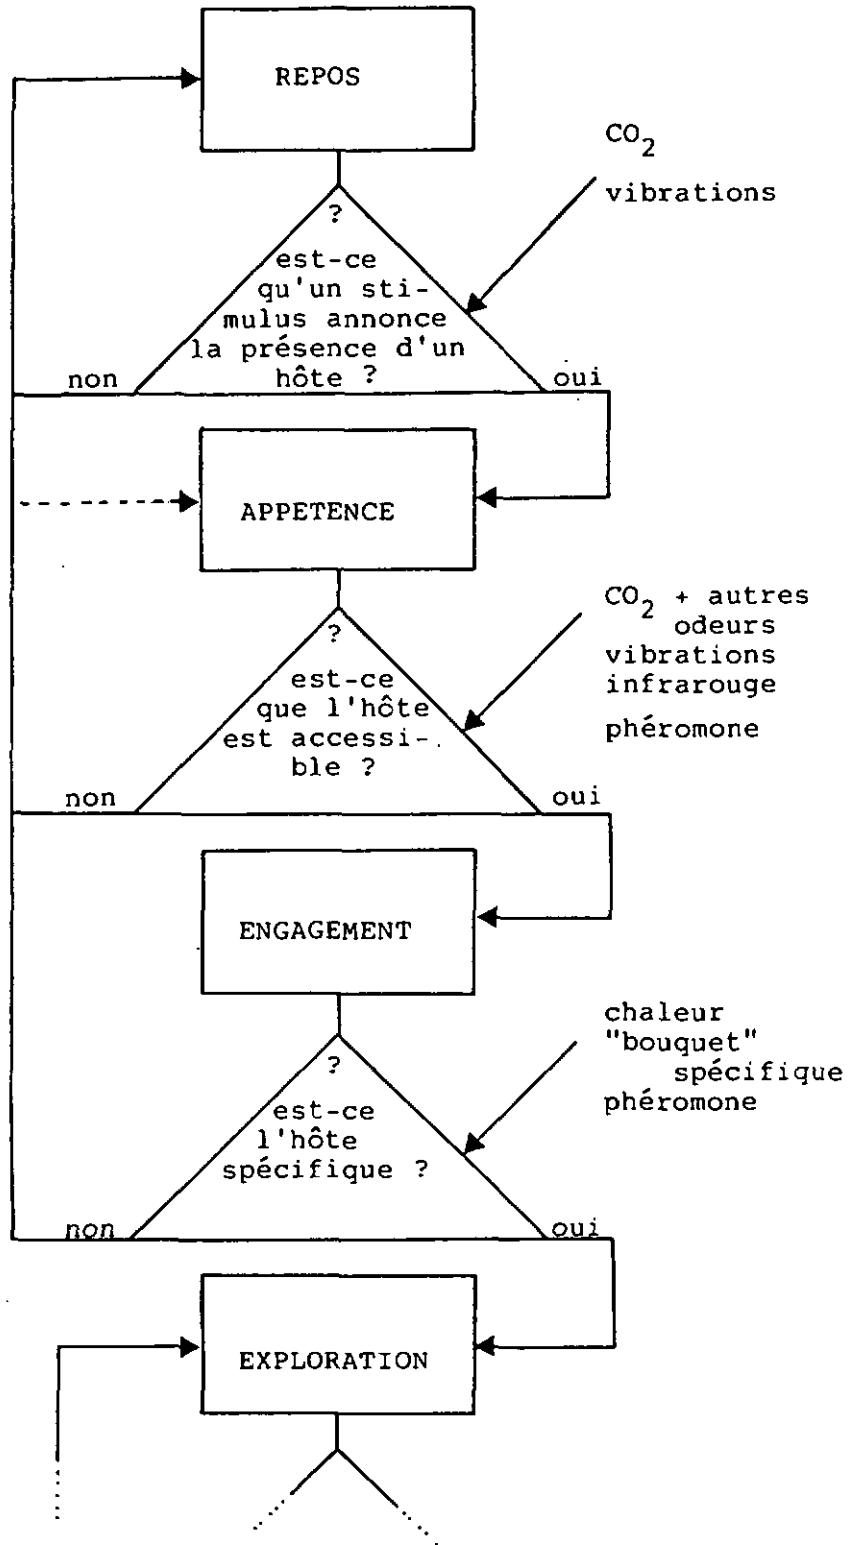 REPOS
CO2
vibrations
?
est-ce
qu'un sti-
mulus annonce
la présence d'un
hôte ?
non
oui
APPETENCE
CO2 + autres
odeurs
vibrations
infrarouge
phéromone
?
est-ce
que l'hôte
est accessi-
ble ?
non
oui
ENGAGEMENT
chaleur
"bouquet"
spécifique
phéromone
?
est-ce
l'hôte
spécifique ?
non
oui
EXPLORATION